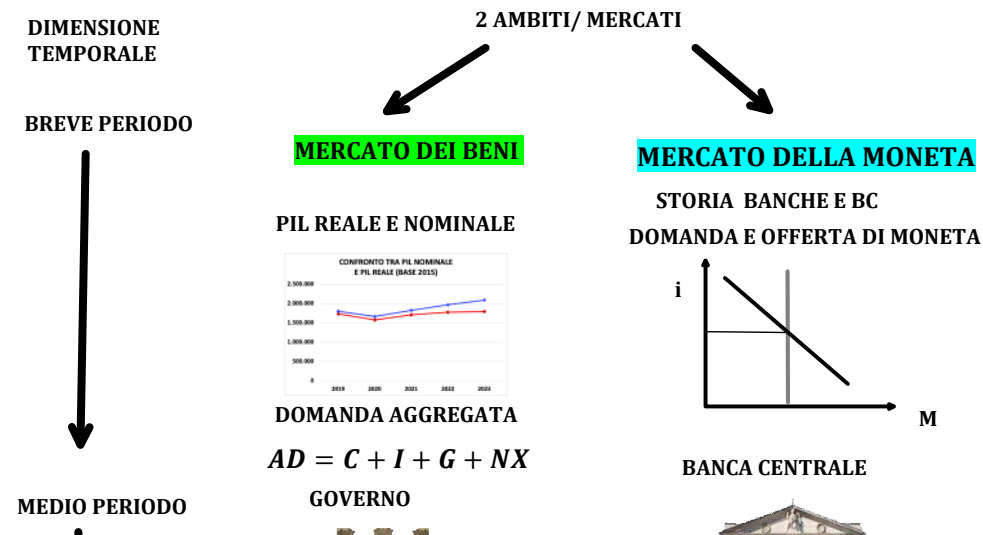 DIMENSIONE
TEMPORALE
2 AMBITI/ MERCATI
BREVE PERIODO
MERCATO DEI BENI
MERCATO DELLA MONETA
STORIA BANCHE E BC
PIL REALE E NOMINALE
DOMANDA E OFFERTA DI MONETA
CONFRONTO TRA PIL NOMINALE
E PIL REALE (BASE 2015)
2.500.000
2.000.000
1.500.000
1.000.000
500.000
0
2019 2020 2021 2022 2023
i
M
DOMANDA AGGREGATA
AD = C + I + G + NX
BANCA CENTRALE
GOVERNO
MEDIO PERIODO